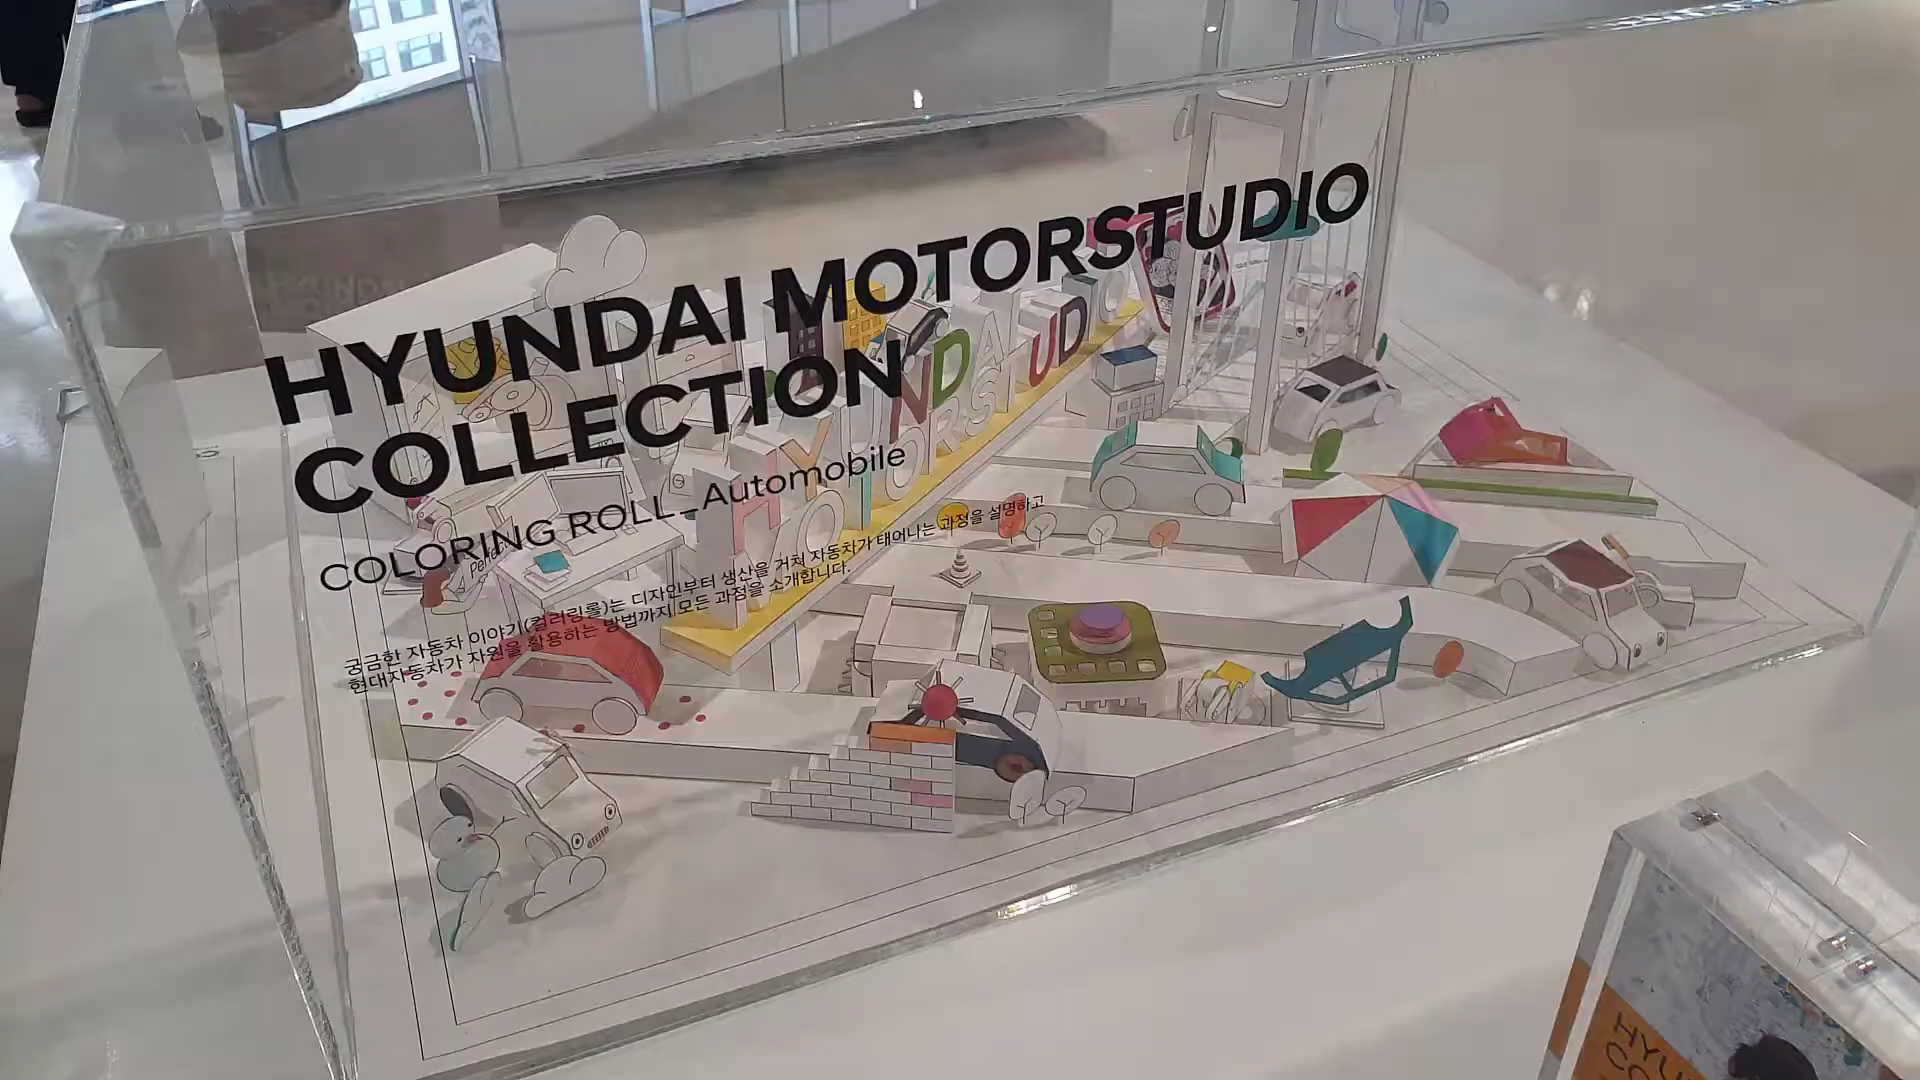 HYUNDAI MOTORSTUDIO
COLLECTION
COLORING ROLL_Automobile
궁금한 자동차 이야기(컬러링롤)는 디자인부터 생산을 거쳐 자동차가 태어나는 과정을 설명하고
현대자동차가 자원을 활용하는 방법까지 모든 과정을 소개합니다.
HYUNDAI
MOTORSTUDIO